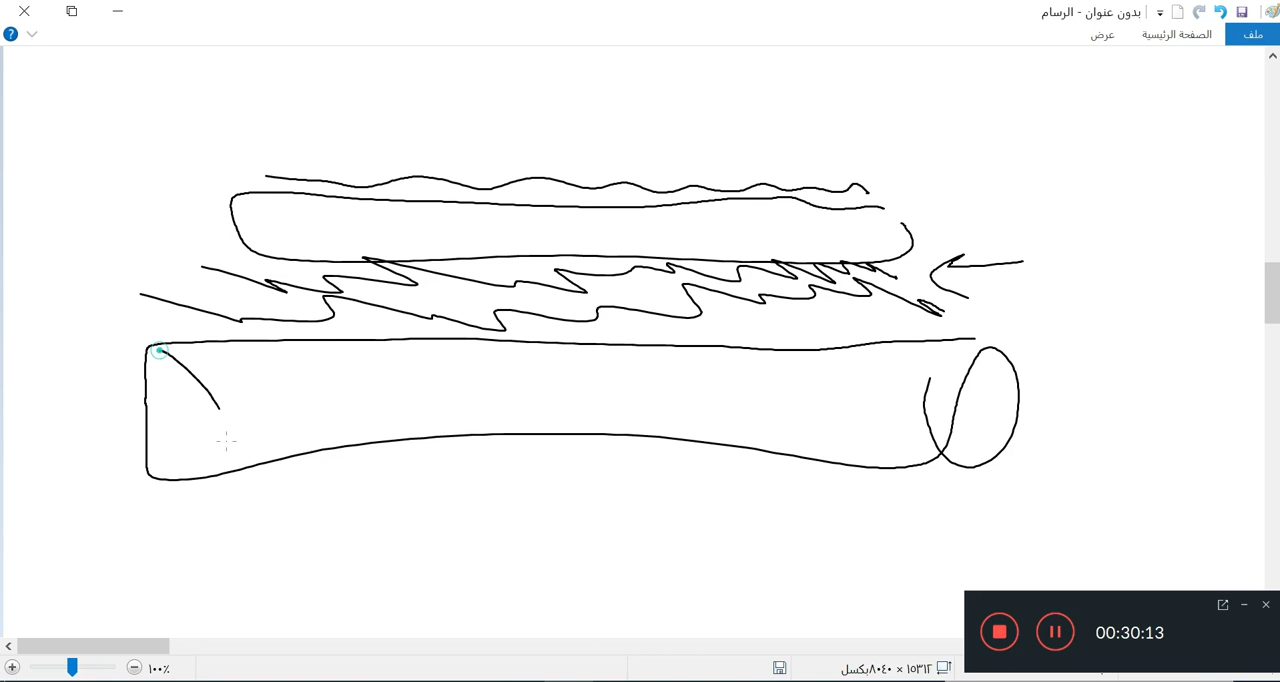 بدون عنوان - الرسام
ملف الصفحة الرئيسية عرض
?
00:30:13
١٠٠٪
١٥٣١٢ × ٨٠٤٠بكسل